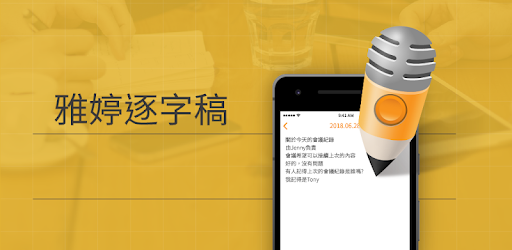 雅婷逐字稿
9:41 AM
2018.06.28
關於今天的會議紀錄
由Jenny負責
會議希望可以接續上次的內容
好的，沒有問題
有人記得上次的會議紀錄是誰嗎?
我記得是Tony